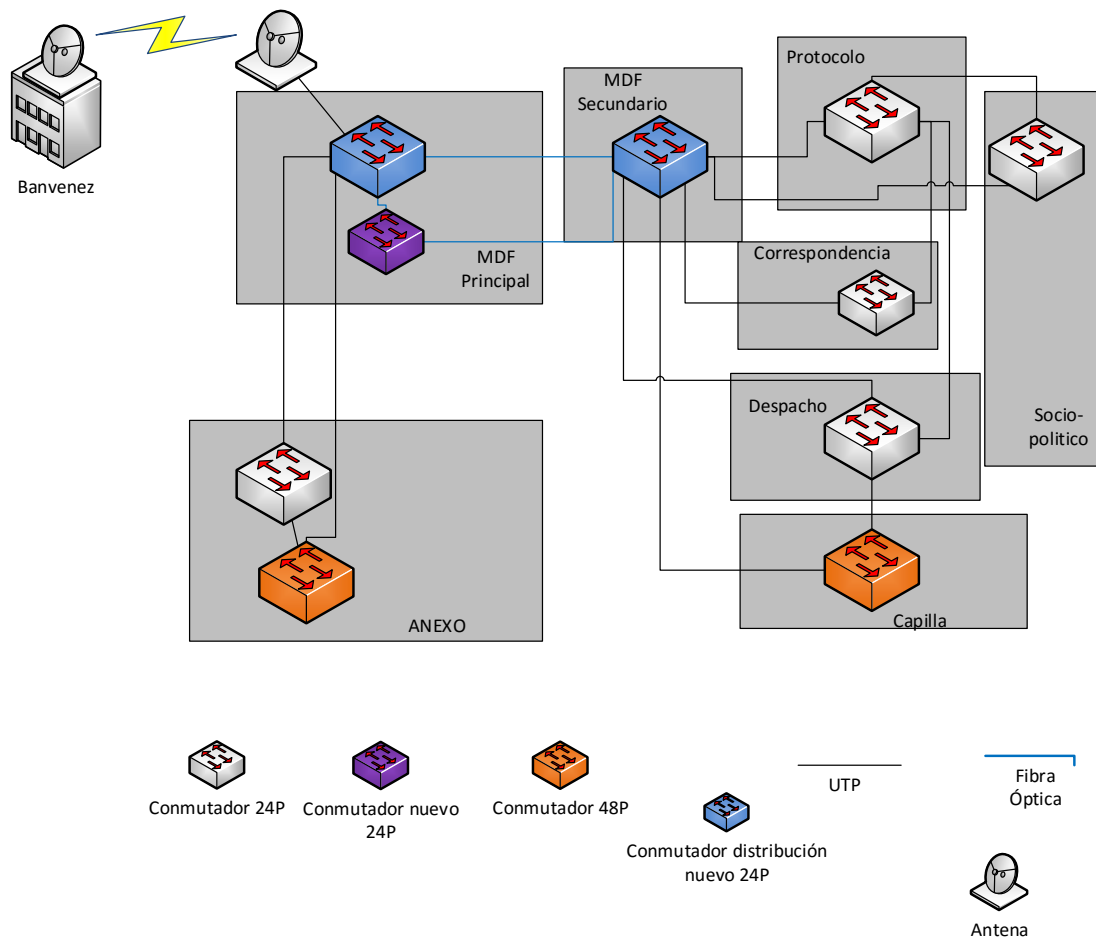 Banvenez
MDF
Principal
MDF
Secundario
Protocolo
Correspondencia
Despacho
Socio-
politico
Capilla
ANEXO
Conmutador 24P
Conmutador nuevo
24P
Conmutador 48P
Conmutador distribución
nuevo 24P
UTP
Fibra
Óptica
Antena